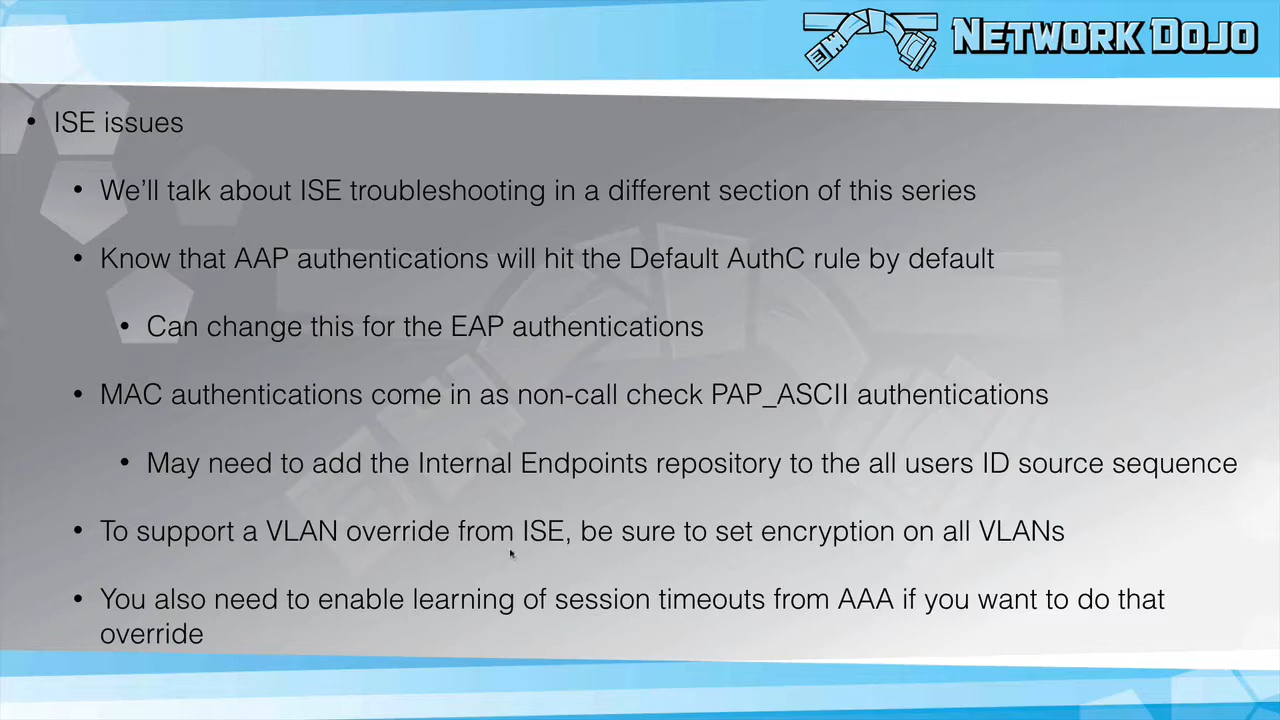 NETWORK DOJO
• ISE issues
• We'll talk about ISE troubleshooting in a different section of this series
• Know that AAP authentications will hit the Default AuthC rule by default
• Can change this for the EAP authentications
• MAC authentications come in as non-call check PAP_ASCII authentications
• May need to add the Internal Endpoints repository to the all users ID source sequence
• To support a VLAN override from ISE, be sure to set encryption on all VLANs
• You also need to enable learning of session timeouts from AAA if you want to do that
override